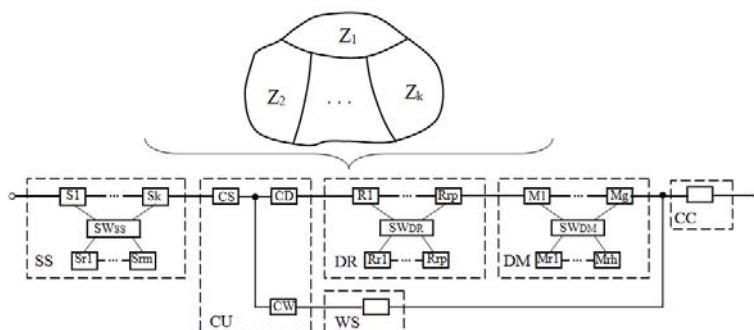 Z1
Z2 ... Zk
S1 ... Sk CS CD R1 ... Rrp M1 ... Mg
SWSS SWDR SWDM CC
Sr1 ... Srm Rr1 ... Rrp Mr1 ... Mrh
SS DR DM
CW
CU WS